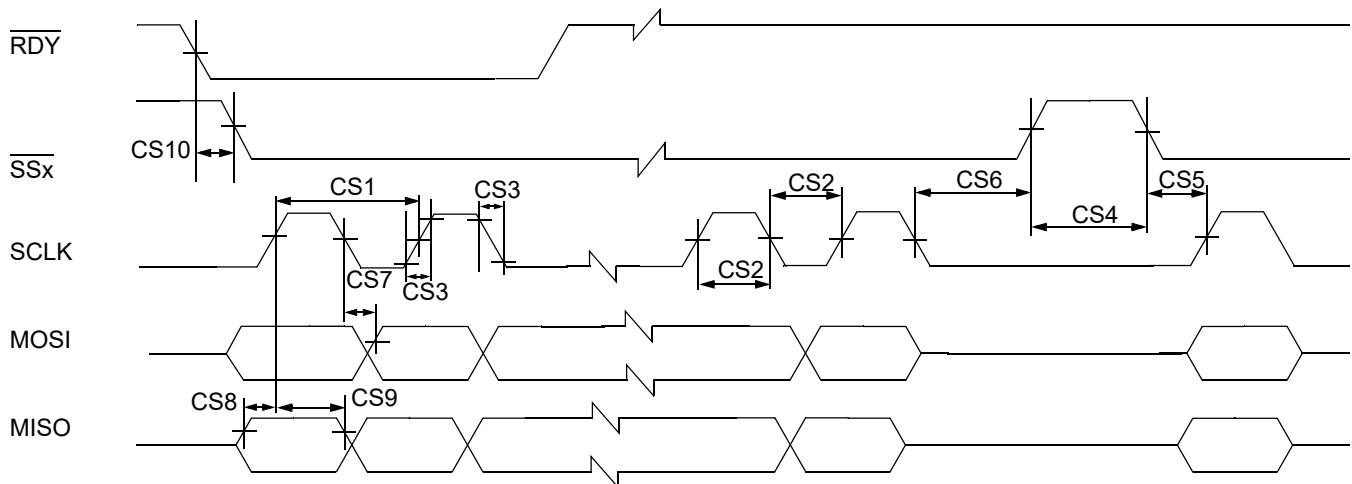 RDY
SSx
CS10
CS1
CS3
CS2
CS6
CS5
CS4
SCLK
CS7
CS3
CS2
MOSI
CS8
CS9
MISO